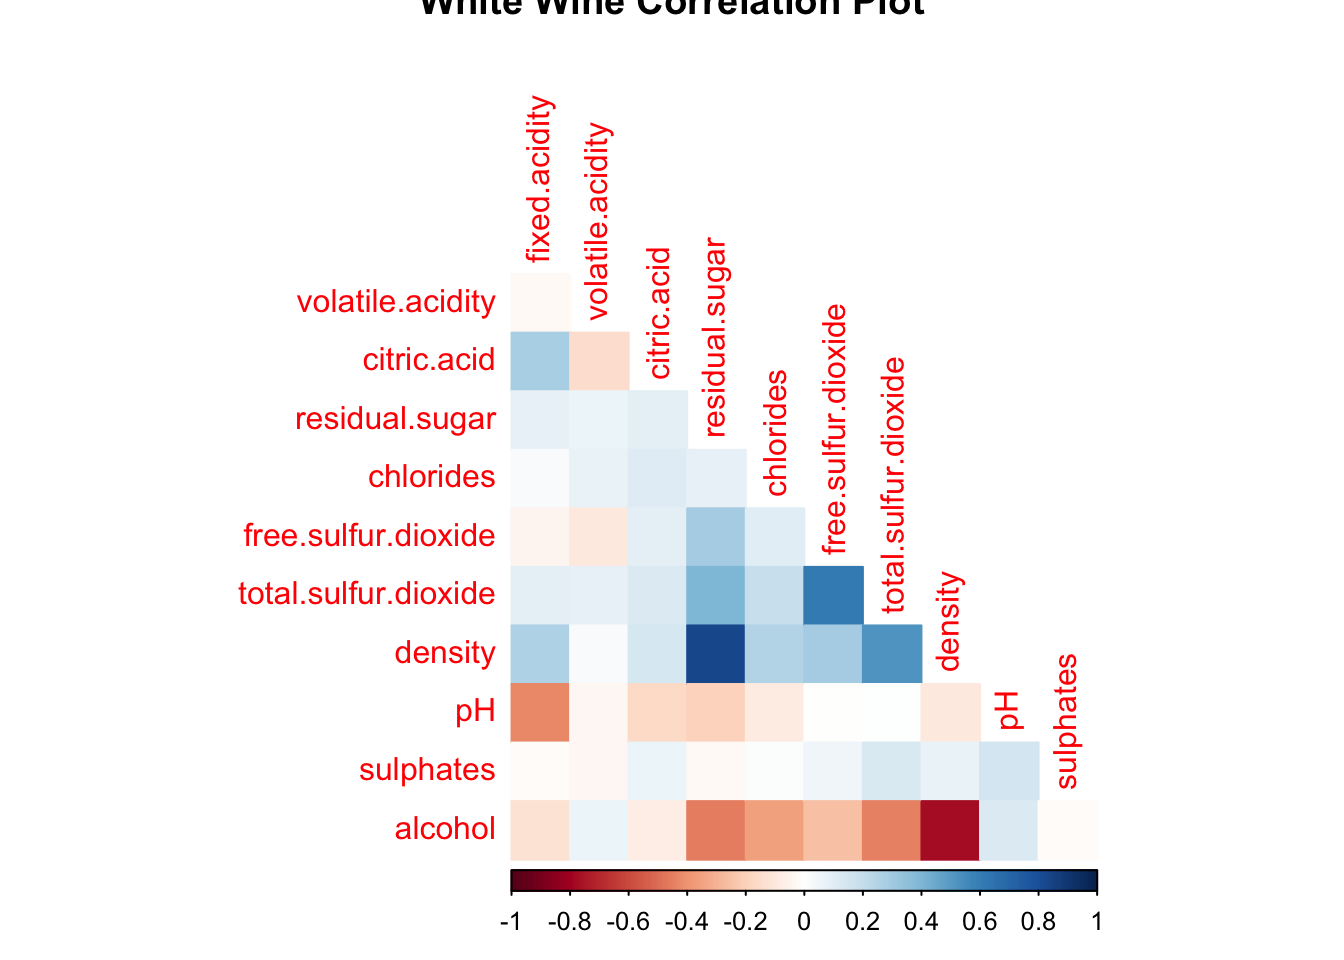 White Wine Correlation Plot
fixed.acidity
volatile.acidity
citric.acid
residual.sugar
chlorides
free.sulfur.dioxide
total.sulfur.dioxide
density
pH
sulphates
volatile.acidity
citric.acid
residual.sugar
chlorides
free.sulfur.dioxide
total.sulfur.dioxide
density
pH
sulphates
alcohol
-1 -0.8 -0.6 -0.4 -0.2 0 0.2 0.4 0.6 0.8 1